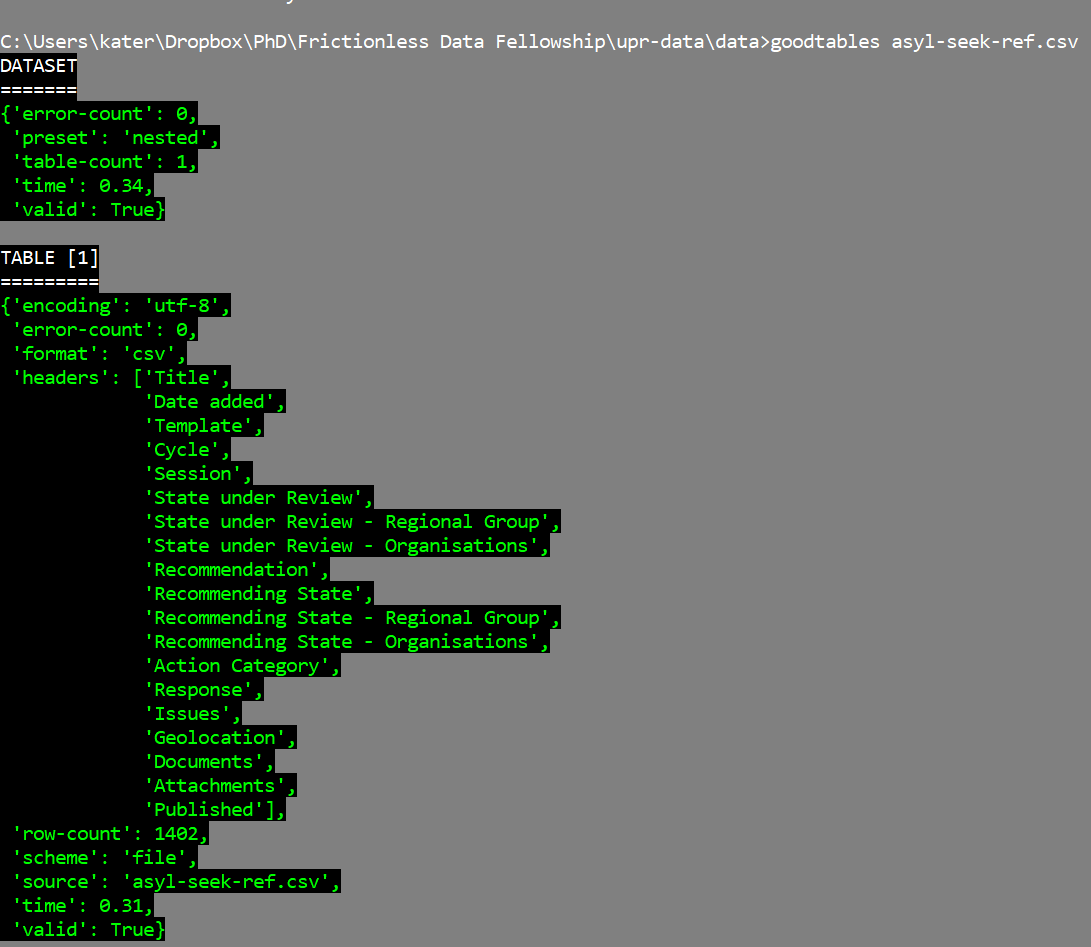 C:\Users\kater\Dropbox\PhD\Frictionless Data Fellowship\upr-data\data>goodtables asyl-seek-ref.csv
DATASET
=======
{'error-count': 0,
 'preset': 'nested',
 'table-count': 1,
 'time': 0.34,
 'valid': True}

TABLE [1]
=========
{'encoding': 'utf-8',
 'error-count': 0,
 'format': 'csv',
 'headers': ['Title',
             'Date added',
             'Template',
             'Cycle',
             'Session',
             'State under Review',
             'State under Review - Regional Group',
             'State under Review - Organisations',
             'Recommendation',
             'Recommending State',
             'Recommending State - Regional Group',
             'Recommending State - Organisations',
             'Action Category',
             'Response',
             'Issues',
             'Geolocation',
             'Documents',
             'Attachments',
             'Published'],
 'row-count': 1402,
 'scheme': 'file',
 'source': 'asyl-seek-ref.csv',
 'time': 0.31,
 'valid': True}